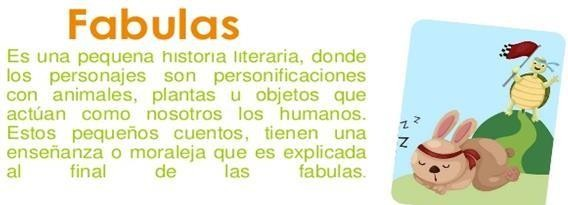 Fabulas
Es una pequeña historia literaria, donde
los personajes son personificaciones
con animales, plantas u objetos que
actúan como nosotros los humanos.
Estos pequeños cuentos, tienen una
enseñanza o moraleja que es explicada
al final de las fabulas.
z z
z